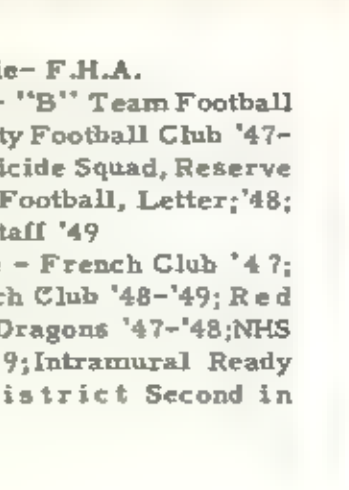 ie- F.H.A.
- "B" Team Football
ty Football Club '47-
icide Squad, Reserve
Football, Letter;'48;
taff '49
- French Club '47;
ch Club '48-'49; Red
Dragons '47-'48;NHS
9;Intramural Ready
istrict Second in